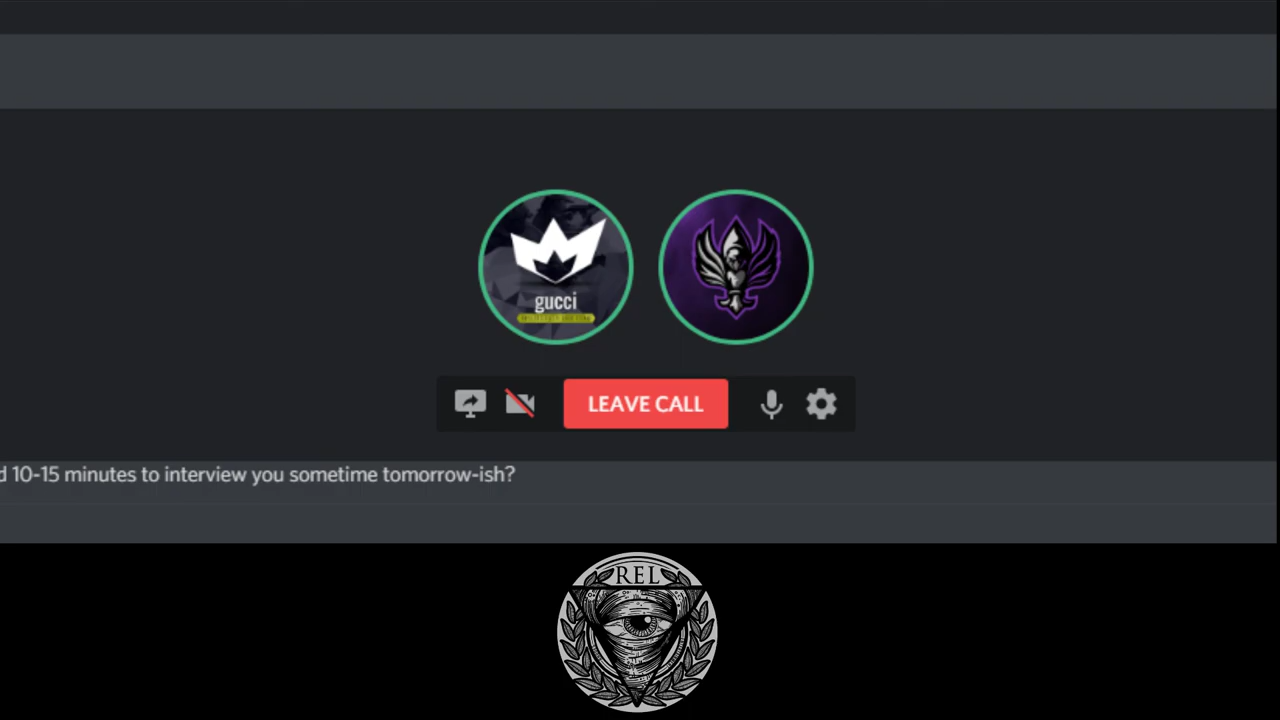 gucci
LEAVE CALL
d 10-15 minutes to interview you sometime tomorrow-ish?
REL